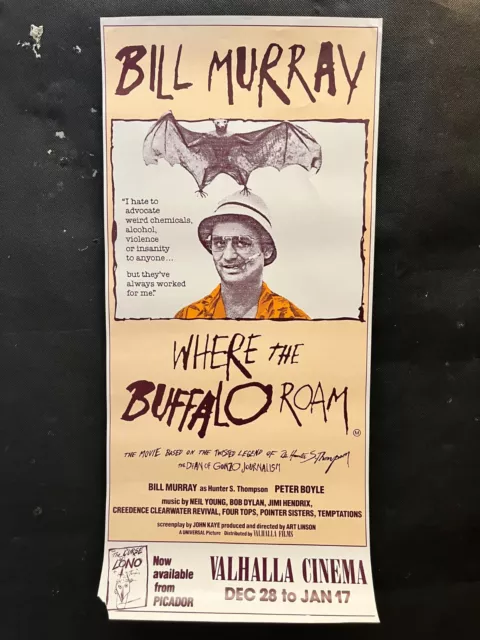 BILL MURRAY
"I hate to
advocate
weird chemicals,
alcohol,
violence
or insanity
to anyone...
but they've
always worked
for me."
WHERE THE
BUFFALO ROAM
M
THE MOVIE BASED ON THE TWISTED LEGEND OF Dr. Hunter S. Thompson
THE DEAN OF GONZO JOURNALISM
BILL MURRAY as Hunter S. Thompson PETER BOYLE
music by NEIL YOUNG, BOB DYLAN, JIMI HENDRIX,
CREEDENCE CLEARWATER REVIVAL, FOUR TOPS, POINTER SISTERS, TEMPTATIONS
screenplay by JOHN KAYE produced and directed by ART LINSON
A UNIVERSAL Picture Distributed by VALHALLA FILMS
The CURSE
LONO
Now
available
from
PICADOR
VALHALLA CINEMA
DEC 28 to JAN 17